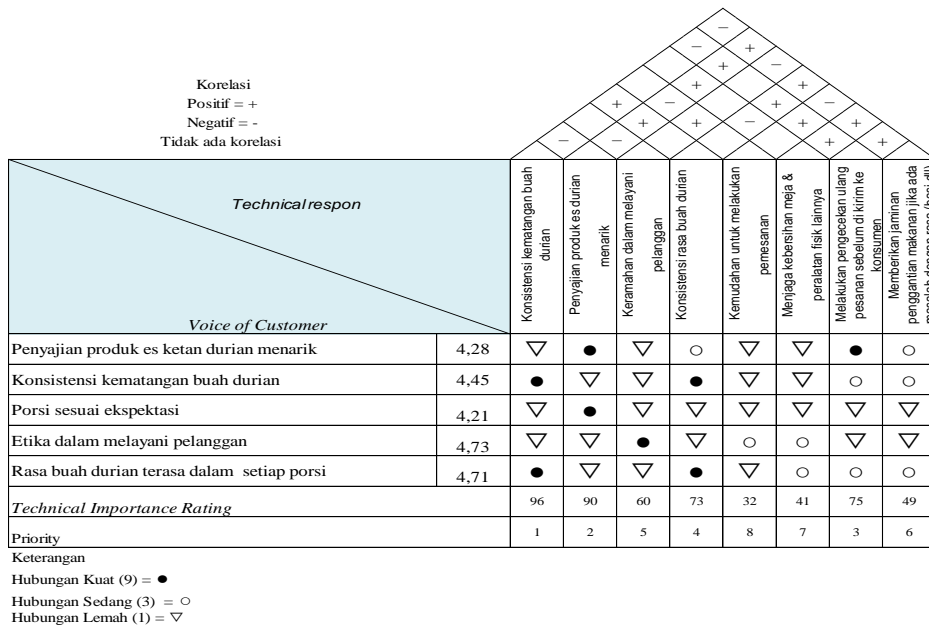 Korelasi
Positif = +
Negatif = -
Tidak ada korelasi
Technical respon
Voice of Customer
Konsistensi kematangan buah
durian
Penyajian produk es durian
menarik
Keramahan dalam melayani
pelanggan
Konsistensi rasa buah durian
Kemudahan untuk melakukan
pemesanan
Menjaga kebersihan meja &
peralatan fisik lainnya
Melakukan pengecekan ulang
pesanan sebelum di kirim ke
konsumen
Memberikan jaminan
penggantian makanan jika ada
Penyajian produk es ketan durian menarik 4,28 ▽ ● ▽ ○ ▽ ▽ ● ○
Konsistensi kematangan buah durian 4,45 ● ▽ ▽ ● ▽ ▽ ○ ○
Porsi sesuai ekspektasi 4,21 ▽ ● ▽ ▽ ▽ ▽ ▽ ▽
Etika dalam melayani pelanggan 4,73 ▽ ▽ ● ▽ ○ ○ ▽ ▽
Rasa buah durian terasa dalam setiap porsi 4,71 ● ▽ ▽ ● ▽ ○ ○ ○
Technical Importance Rating 96 90 60 73 32 41 75 49
Priority 1 2 5 4 8 7 3 6
Keterangan
Hubungan Kuat (9) = ●
Hubungan Sedang (3) = ○
Hubungan Lemah (1) = ▽